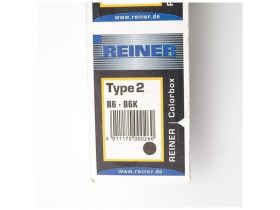 www.reiner.de
REINER
Type 2
B6 · B6K
4 011170 000260
www.reiner.de
REINER Colorbox